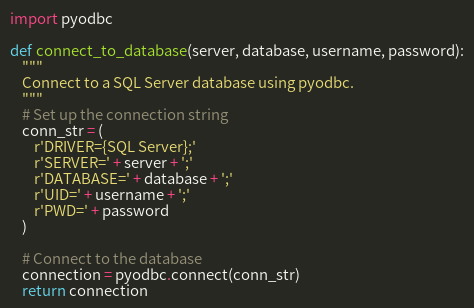 import pyodbc
def connect_to_database(server, database, username, password):
"""
Connect to a SQL Server database using pyodbc.
"""
# Set up the connection string
conn_str = (
r'DRIVER={SQL Server};'
r'SERVER=' + server + ';'
r'DATABASE=' + database + ';'
r'UID=' + username + ';'
r'PWD=' + password
)
# Connect to the database
connection = pyodbc.connect(conn_str)
return connection